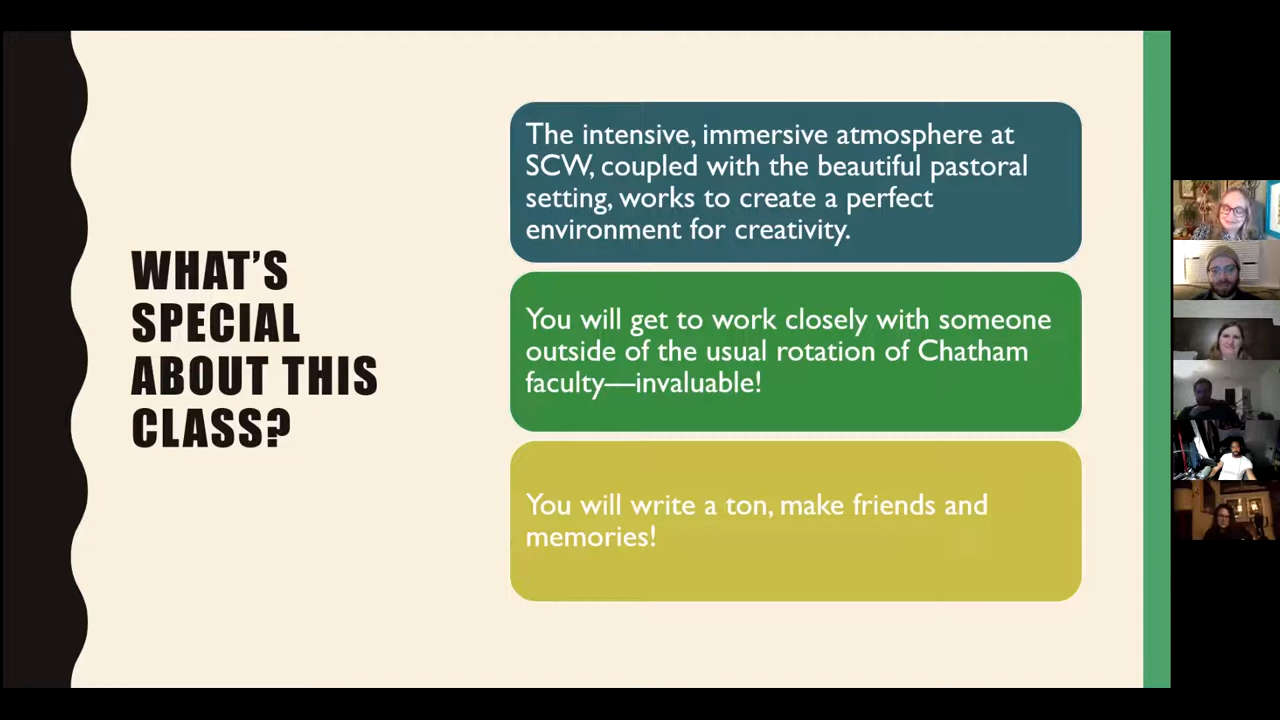 WHAT'S
SPECIAL
ABOUT THIS
CLASS?
The intensive, immersive atmosphere at
SCW, coupled with the beautiful pastoral
setting, works to create a perfect
environment for creativity.
You will get to work closely with someone
outside of the usual rotation of Chatham
faculty—invaluable!
You will write a ton, make friends and
memories!